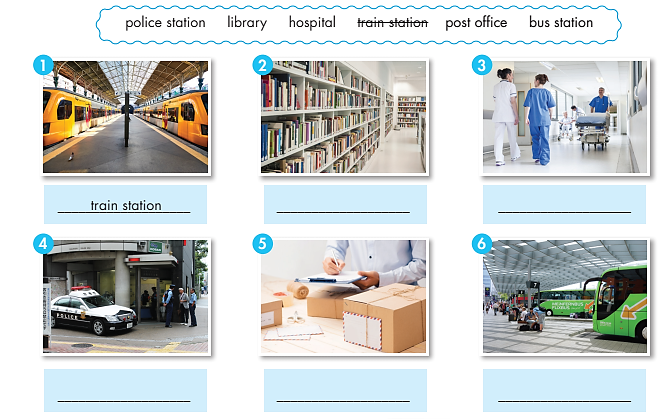 police station library hospital train station post office bus station
1 2 3
train station
4 5 6
POLICE
7